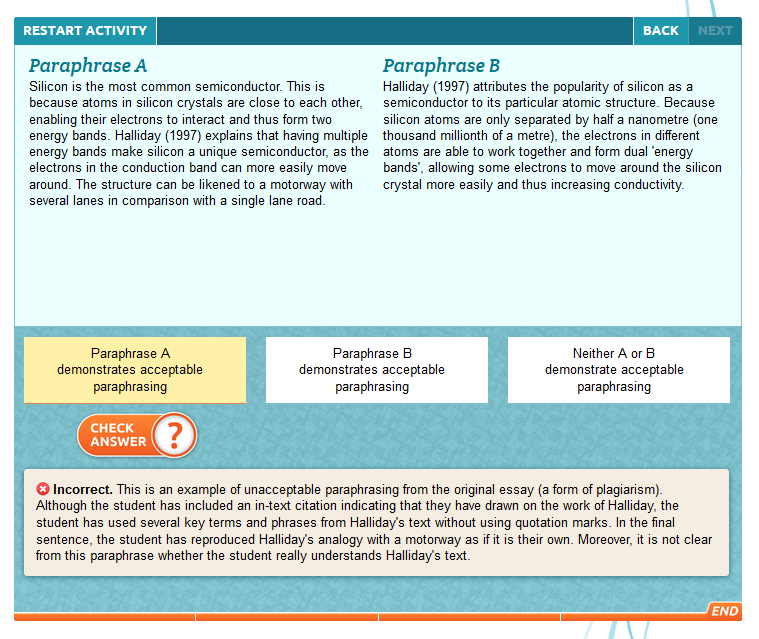 RESTART ACTIVITY
BACK
NEXT
Paraphrase A
Silicon is the most common semiconductor. This is
because atoms in silicon crystals are close to each other,
enabling their electrons to interact and thus form two
energy bands. Halliday (1997) explains that having multiple
energy bands make silicon a unique semiconductor, as the
electrons in the conduction band can more easily move
around. The structure can be likened to a motorway with
several lanes in comparison with a single lane road.
Paraphrase B
Halliday (1997) attributes the popularity of silicon as a
semiconductor to its particular atomic structure. Because
silicon atoms are only separated by half a nanometre (one
thousand millionth of a metre), the electrons in different
atoms are able to work together and form dual 'energy
bands', allowing some electrons to move around the silicon
crystal more easily and thus increasing conductivity.
Paraphrase A
demonstrates acceptable
paraphrasing
Paraphrase B
demonstrates acceptable
paraphrasing
Neither A or B
demonstrate acceptable
paraphrasing
CHECK
ANSWER
?
Incorrect. This is an example of unacceptable paraphrasing from the original essay (a form of plagiarism).
Although the student has included an in-text citation indicating that they have drawn on the work of Halliday, the
student has used several key terms and phrases from Halliday's text without using quotation marks. In the final
sentence, the student has reproduced Halliday's analogy with a motorway as if it is their own. Moreover, it is not clear
from this paraphrase whether the student really understands Halliday's text.
END